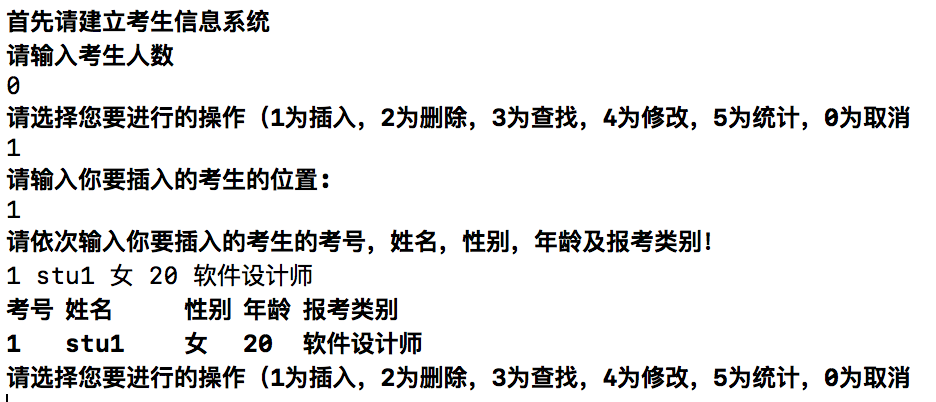 首先请建立考生信息系统
请输入考生人数
0
请选择您要进行的操作（1为插入，2为删除，3为查找，4为修改，5为统计，0为取消
1
请输入你要插入的考生的位置：
1
请依次输入你要插入的考生的考号，姓名，性别，年龄及报考类别！
1 stu1 女 20 软件设计师
考号 姓名 性别 年龄 报考类别
1 stu1 女 20 软件设计师
请选择您要进行的操作（1为插入，2为删除，3为查找，4为修改，5为统计，0为取消